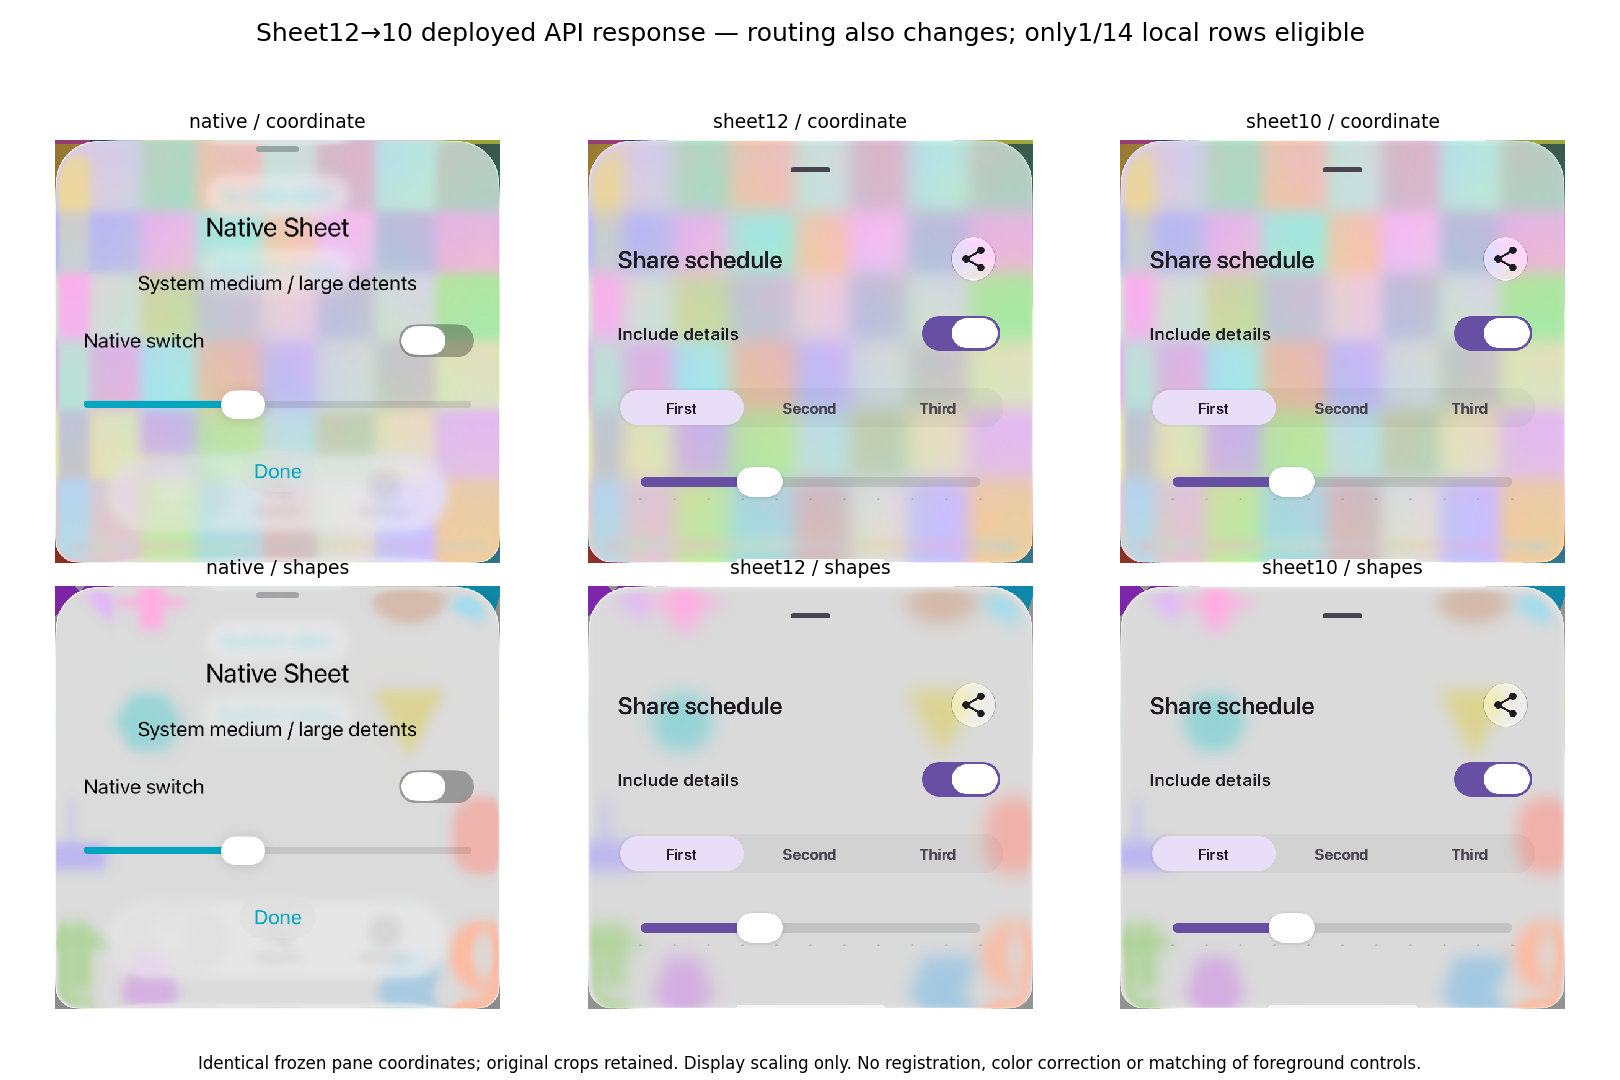 Sheet12→10 deployed API response — routing also changes; only1/14 local rows eligible
native / coordinate
sheet12 / coordinate
sheet10 / coordinate
Native Sheet
System medium / large detents
Native switch
Done
Share schedule
Include details
First Second Third
Share schedule
Include details
First Second Third
native / shapes
sheet12 / shapes
sheet10 / shapes
Native Sheet
System medium / large detents
Native switch
Done
Share schedule
Include details
First Second Third
Share schedule
Include details
First Second Third
Identical frozen pane coordinates; original crops retained. Display scaling only. No registration, color correction or matching of foreground controls.